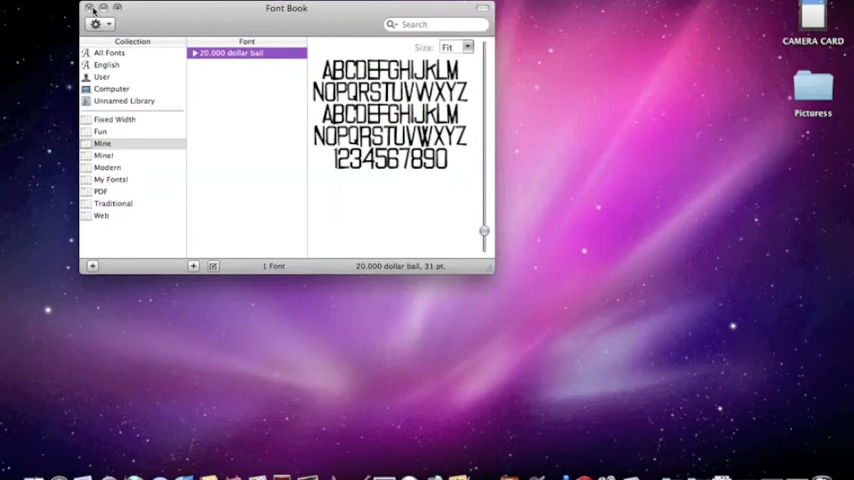 Font Book
Search
Collection
Font
All Fonts
English
User
Computer
Unnamed Library
Fixed Width
Fun
Mine
Mine!
Modern
My Fonts!
PDF
Traditional
Web
20.000 dollar bail
Size: Fit
ABCDEFGHIJKLM
NOPQRSTUVWXYZ
ABCDEFGHIJKLM
NOPQRSTUVWXYZ
1234567890
1 Font
20.000 dollar bail, 31 pt.
CAMERA CARD
Picturess